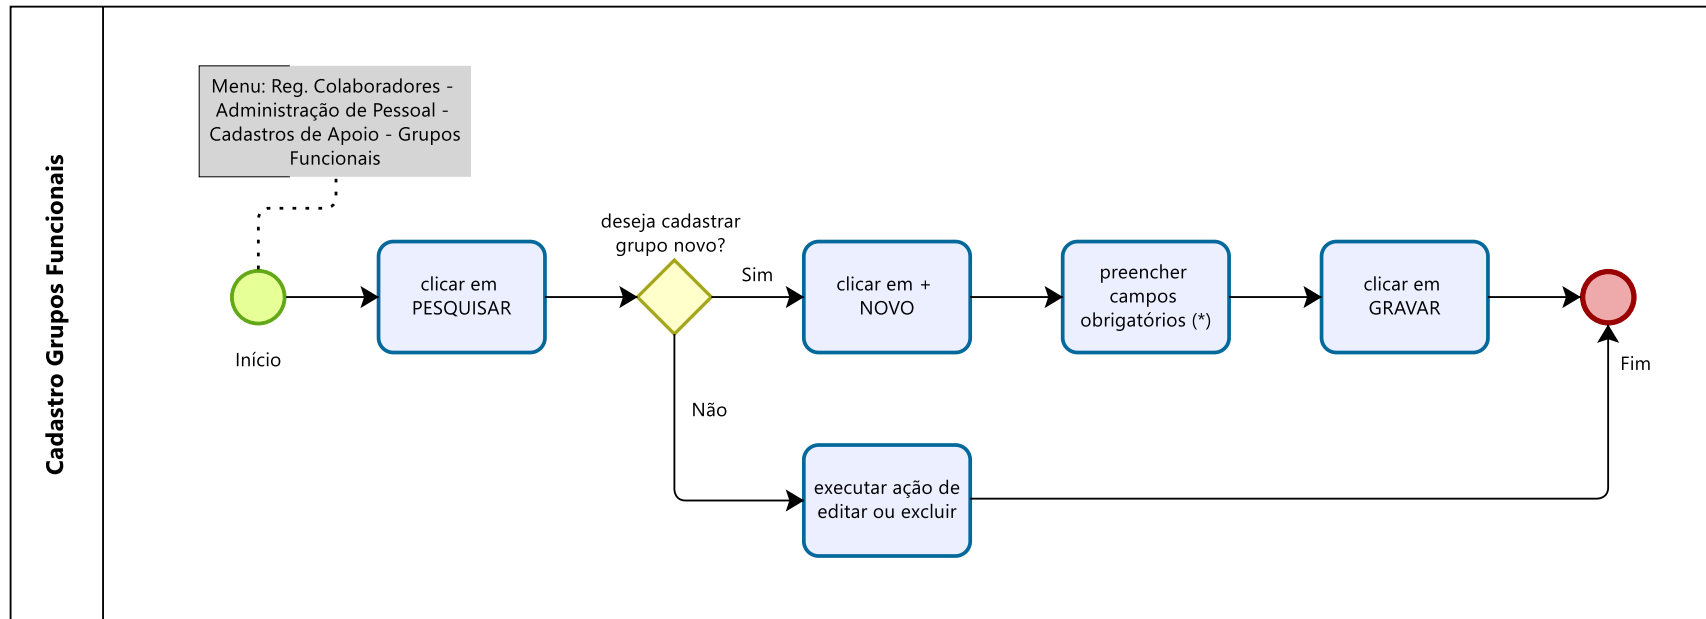 Cadastro Grupos Funcionais
Menu: Reg. Colaboradores -
Administração de Pessoal -
Cadastros de Apoio - Grupos
Funcionais
Início
clicar em
PESQUISAR
deseja cadastrar
grupo novo?
Sim
clicar em +
NOVO
preencher
campos
obrigatórios (*)
clicar em
GRAVAR
Fim
Não
executar ação de
editar ou excluir